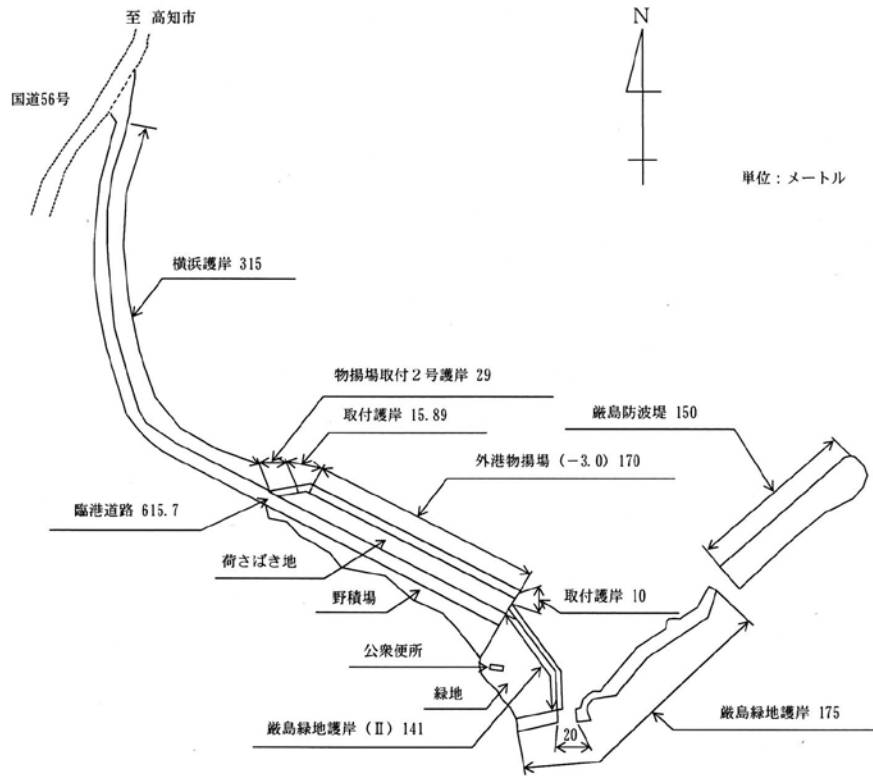 至 高知市
N
国道56号
単位：メートル
横浜護岸 315
物揚場取付２号護岸 29
厳島防波堤 150
取付護岸 15.89
外港物揚場（−3.0）170
臨港道路 615.7
荷さばき地
野積場
取付護岸 10
公衆便所
緑地
厳島緑地護岸（Ⅱ）141
20
厳島緑地護岸 175